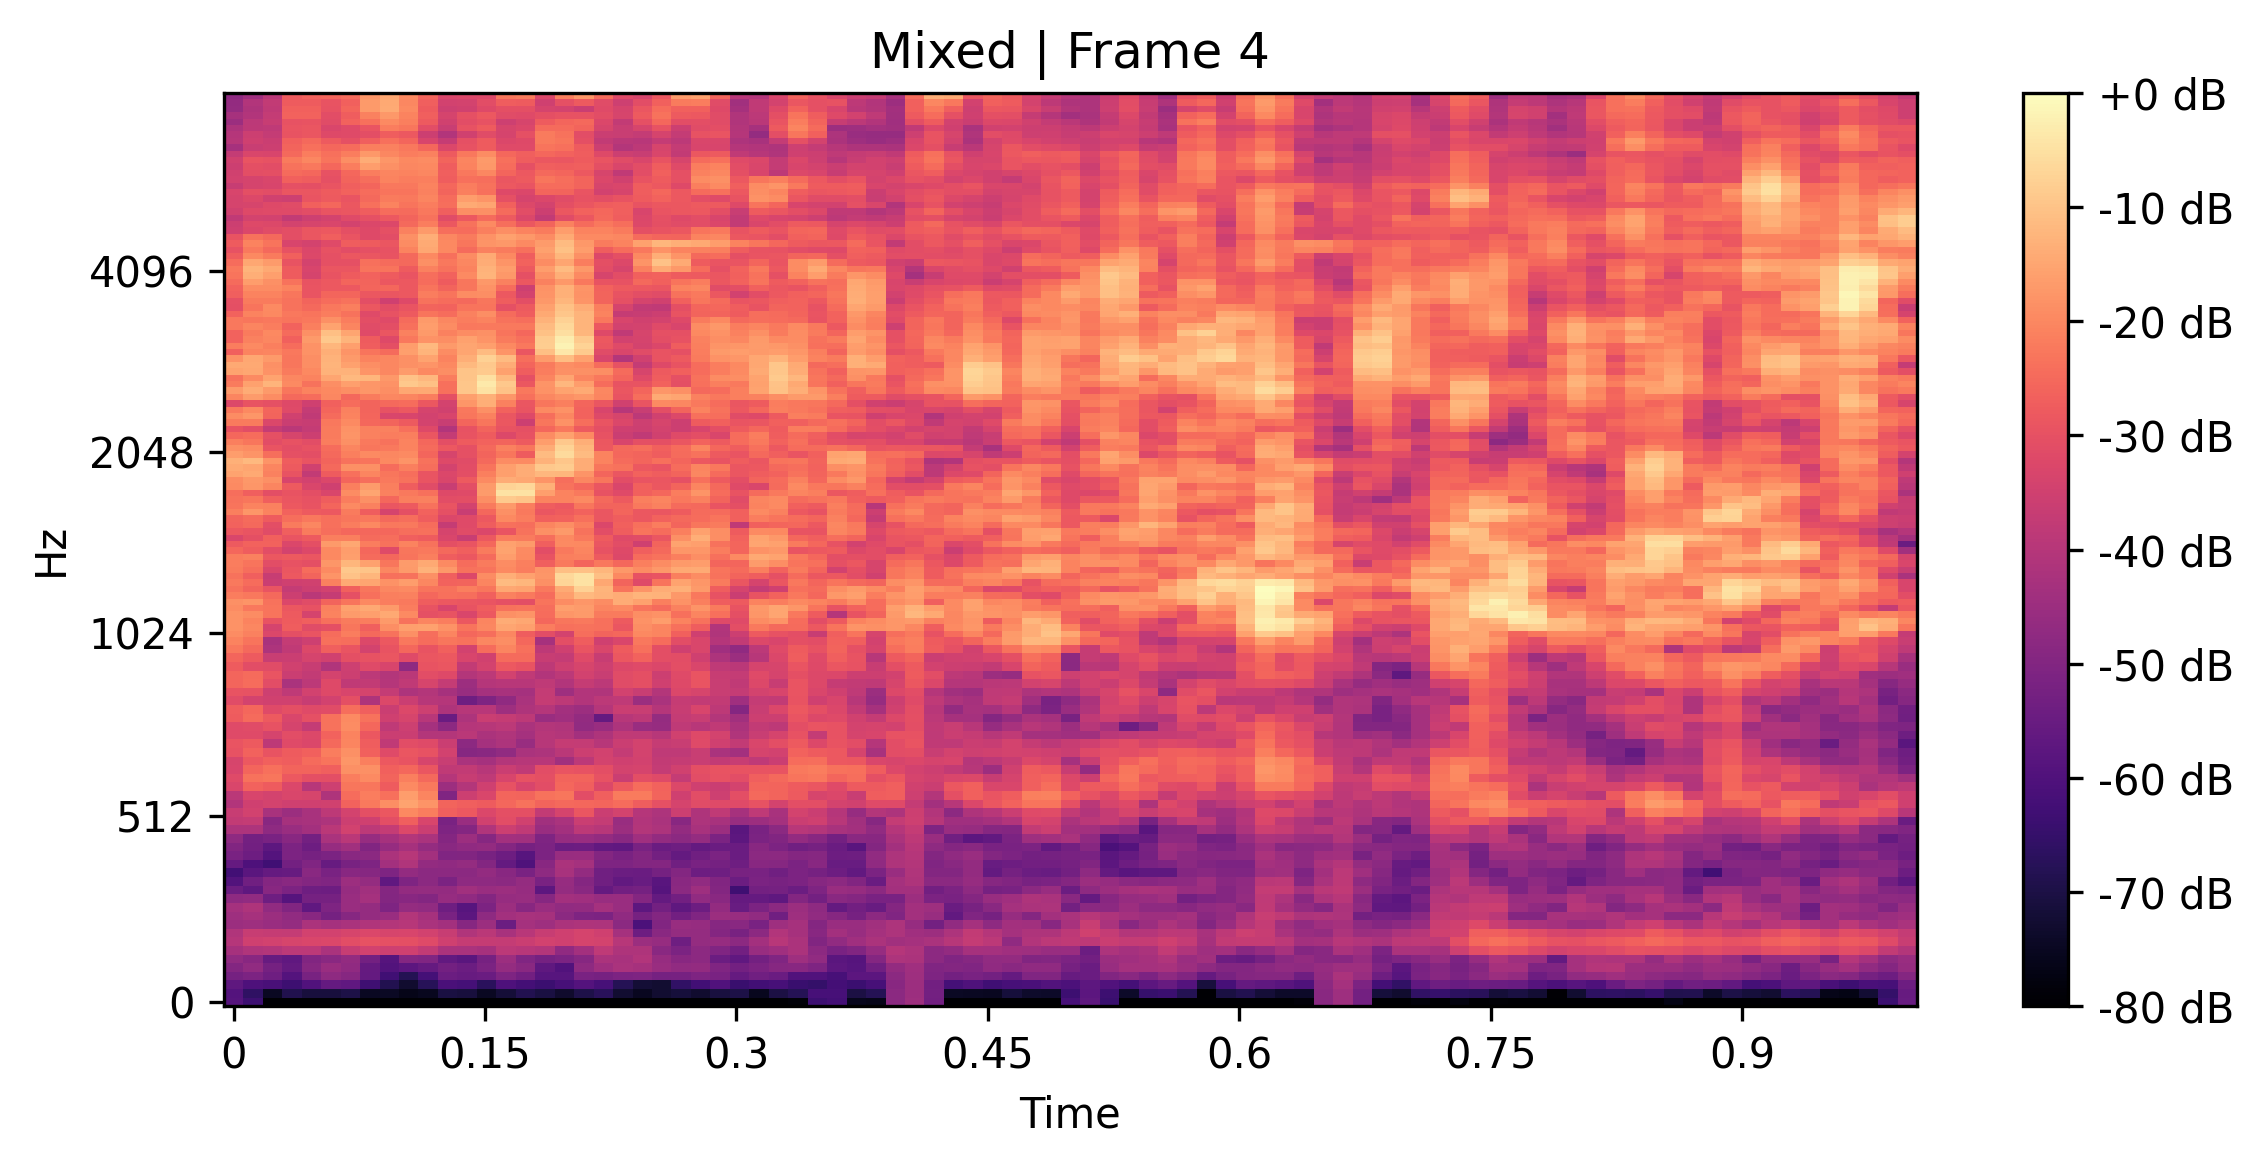 Mixed | Frame 4
Hz
4096
2048
1024
512
0
0 0.15 0.3 0.45 0.6 0.75 0.9
Time
+0 dB
-10 dB
-20 dB
-30 dB
-40 dB
-50 dB
-60 dB
-70 dB
-80 dB